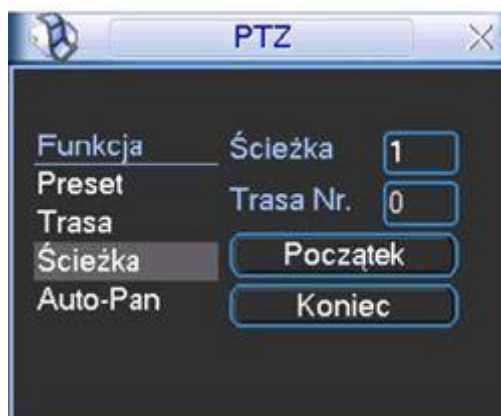 PTZ
Funkcja
Preset
Trasa
Ścieżka
Auto-Pan
Ścieżka 1
Trasa Nr. 0
Początek
Koniec